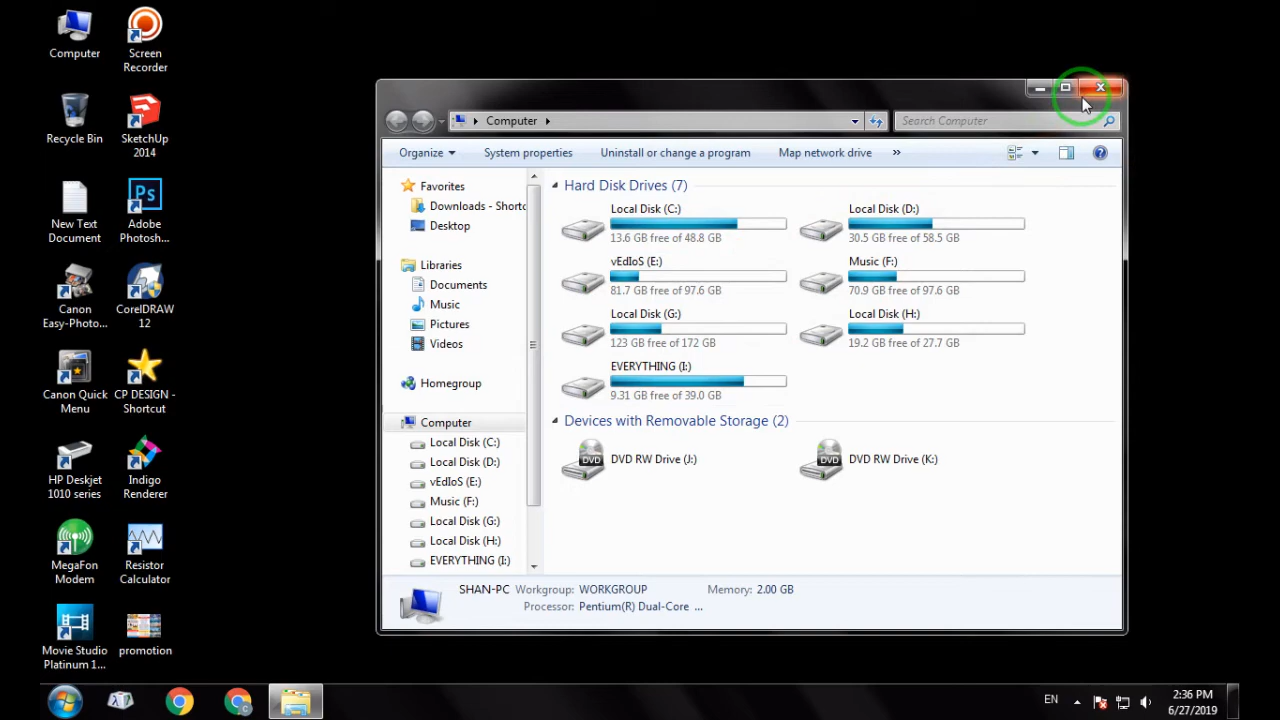 Computer
Screen
Recorder
Recycle Bin
SketchUp
2014
New Text
Document
Ps
Adobe
Photosh...
Canon
Easy-Photo...
CorelDRAW
12
Canon Quick
Menu
CP DESIGN -
Shortcut
HP Deskjet
1010 series
Indigo
Renderer
MegaFon
Modem
Resistor
Calculator
Movie Studio
Platinum 1...
promotion
Computer
Search Computer
Organize
System properties
Uninstall or change a program
Map network drive
»
Favorites
Downloads - Shortc
Desktop
Libraries
Documents
Music
Pictures
Videos
Homegroup
Computer
Local Disk (C:)
Local Disk (D:)
vEdIoS (E:)
Music (F:)
Local Disk (G:)
Local Disk (H:)
EVERYTHING (I:)
Hard Disk Drives (7)
Local Disk (C:)
13.6 GB free of 48.8 GB
Local Disk (D:)
30.5 GB free of 58.5 GB
vEdIoS (E:)
81.7 GB free of 97.6 GB
Music (F:)
70.9 GB free of 97.6 GB
Local Disk (G:)
123 GB free of 172 GB
Local Disk (H:)
19.2 GB free of 27.7 GB
EVERYTHING (I:)
9.31 GB free of 39.0 GB
Devices with Removable Storage (2)
DVD
DVD RW Drive (J:)
DVD
DVD RW Drive (K:)
SHAN-PC Workgroup: WORKGROUP Memory: 2.00 GB
Processor: Pentium(R) Dual-Core ...
EN
2:36 PM
6/27/2019